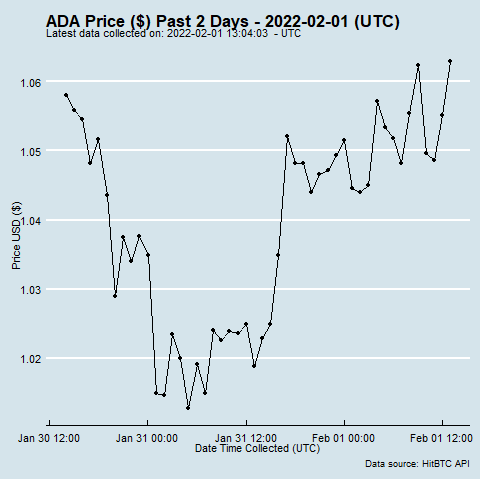 ADA Price ($) Past 2 Days - 2022-02-01 (UTC)
Latest data collected on: 2022-02-01 13:04:03 - UTC
1.06
1.05
1.04
1.03
1.02
Price USD ($)
Jan 30 12:00 Jan 31 00:00 Jan 31 12:00 Feb 01 00:00 Feb 01 12:00
Date Time Collected (UTC)
Data source: HitBTC API